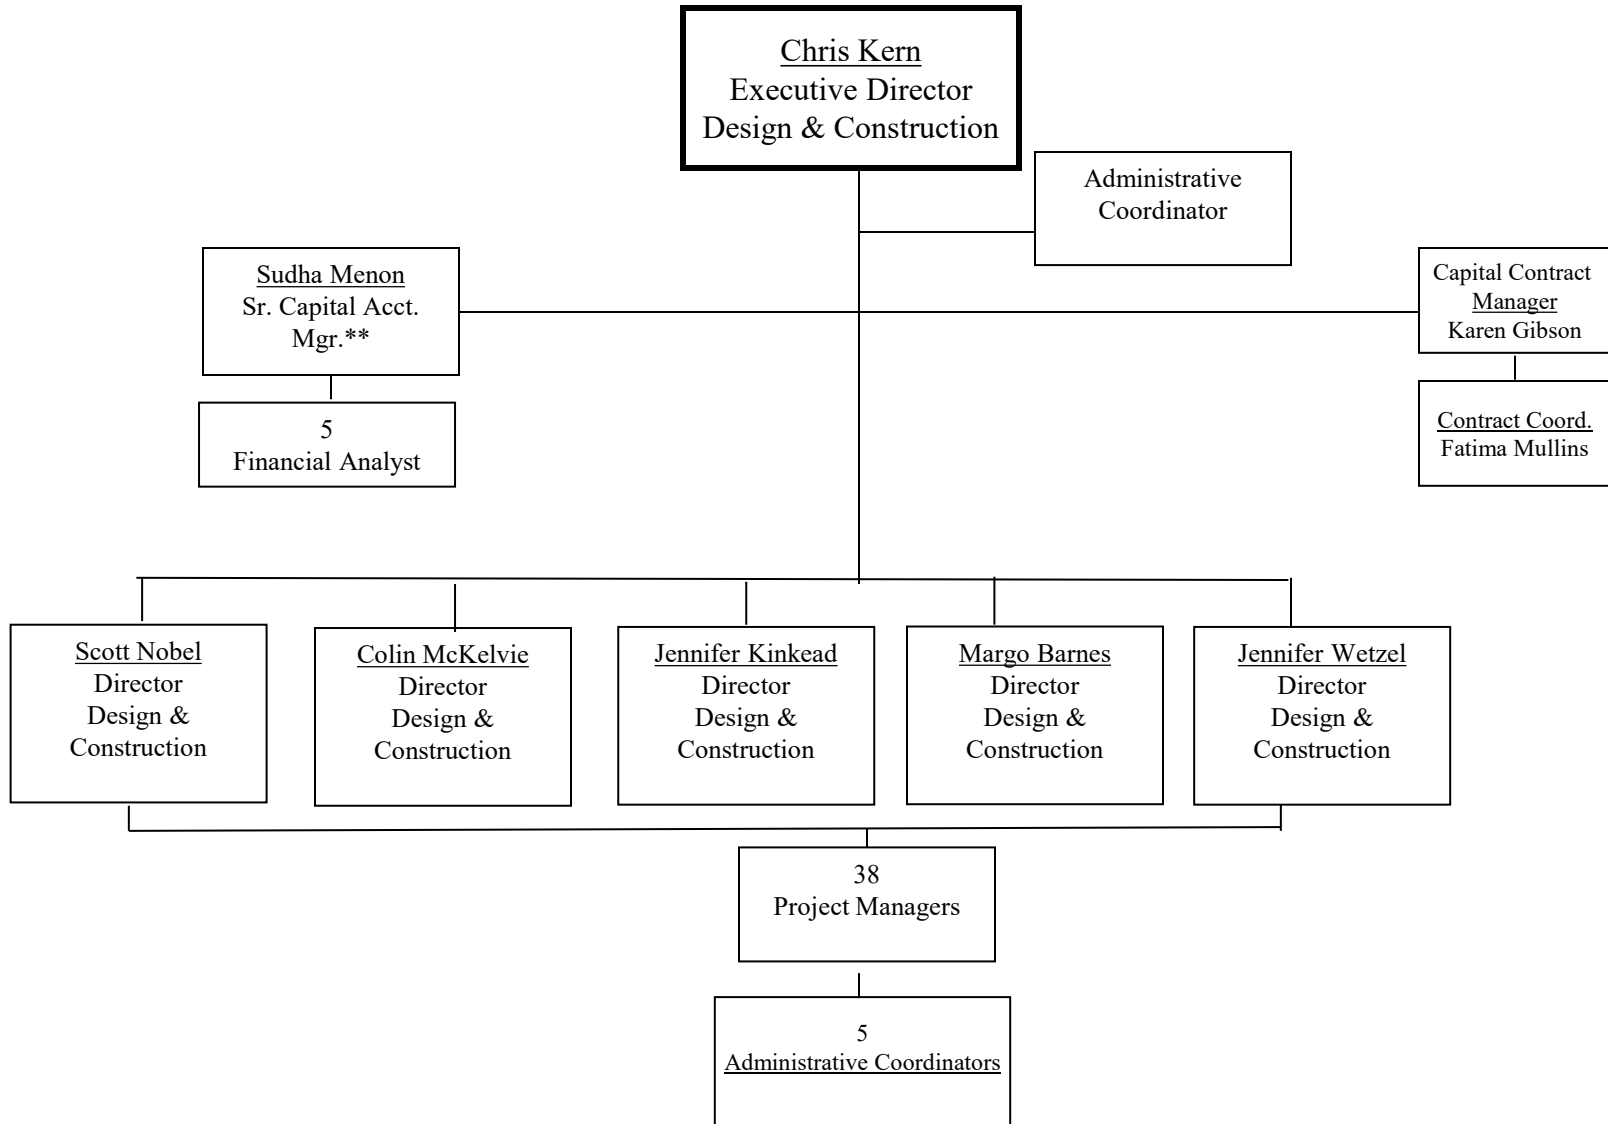 Chris Kern
Executive Director
Design & Construction
Administrative
Coordinator
Sudha Menon
Sr. Capital Acct.
Mgr.**
Capital Contract
Manager
Karen Gibson
5
Financial Analyst
Contract Coord.
Fatima Mullins
Scott Nobel
Director
Design &
Construction
Colin McKelvie
Director
Design &
Construction
Jennifer Kinkead
Director
Design &
Construction
Margo Barnes
Director
Design &
Construction
Jennifer Wetzel
Director
Design &
Construction
38
Project Managers
5
Administrative Coordinators